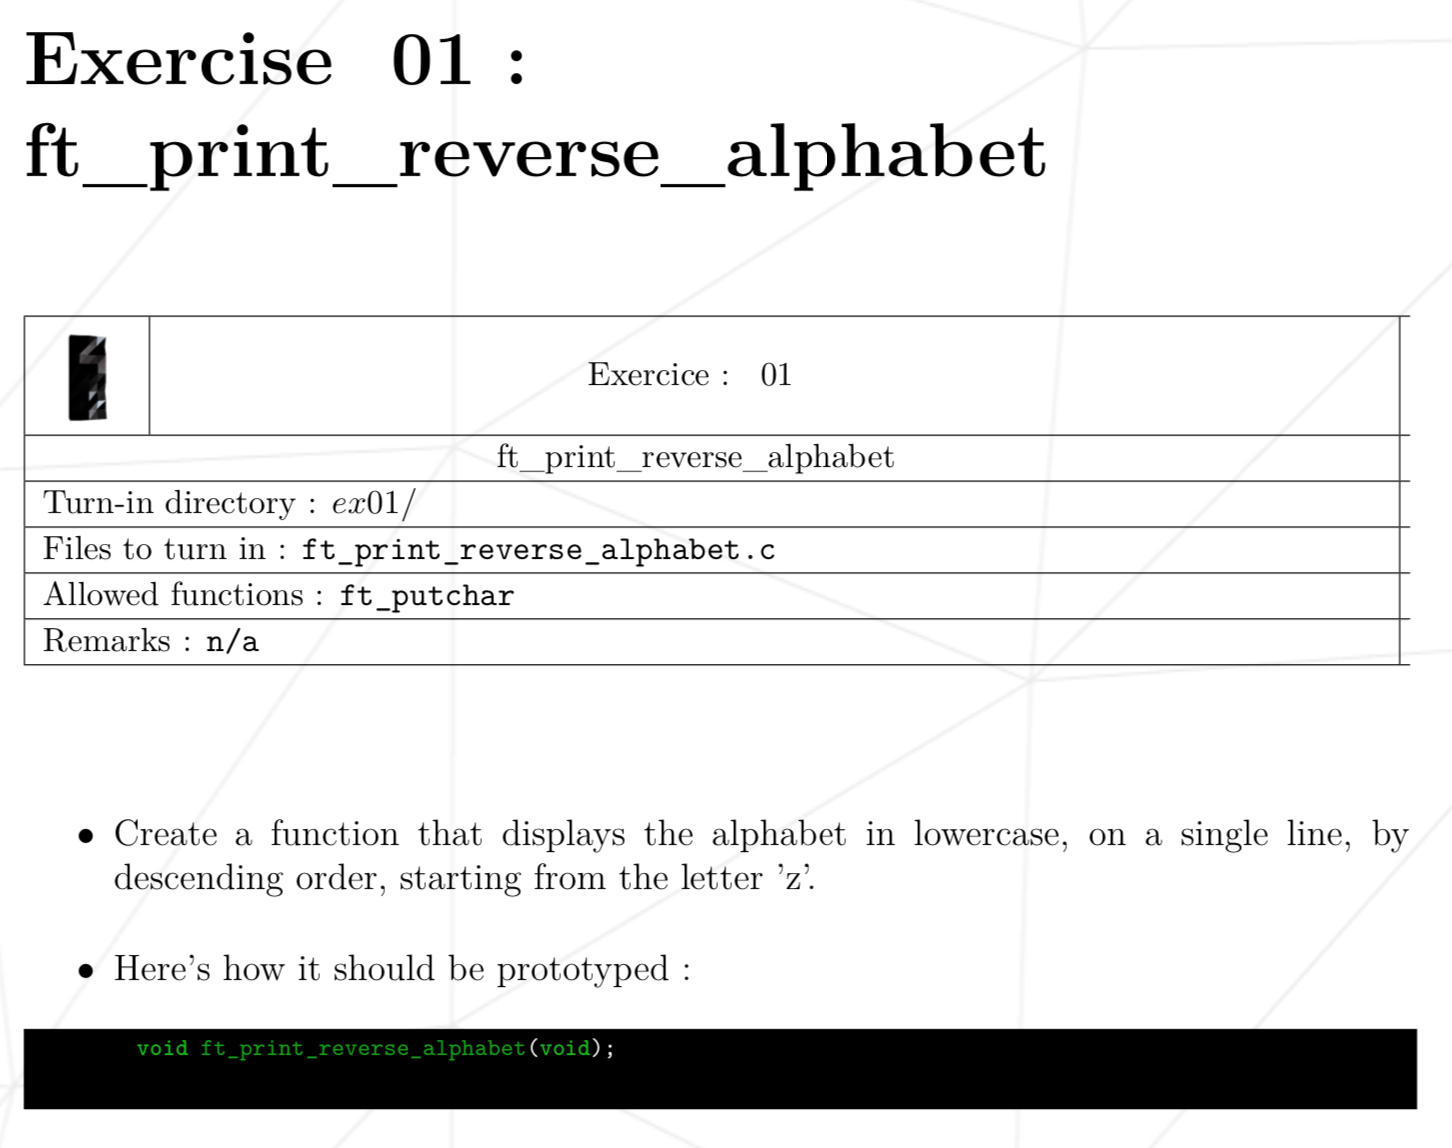 Exercise 01 :
ft_print_reverse_alphabet
Exercice : 01
ft_print_reverse_alphabet
Turn-in directory : ex01/
Files to turn in : ft_print_reverse_alphabet.c
Allowed functions : ft_putchar
Remarks : n/a
• Create a function that displays the alphabet in lowercase, on a single line, by
descending order, starting from the letter ’z’.
• Here’s how it should be prototyped :
void ft_print_reverse_alphabet(void);